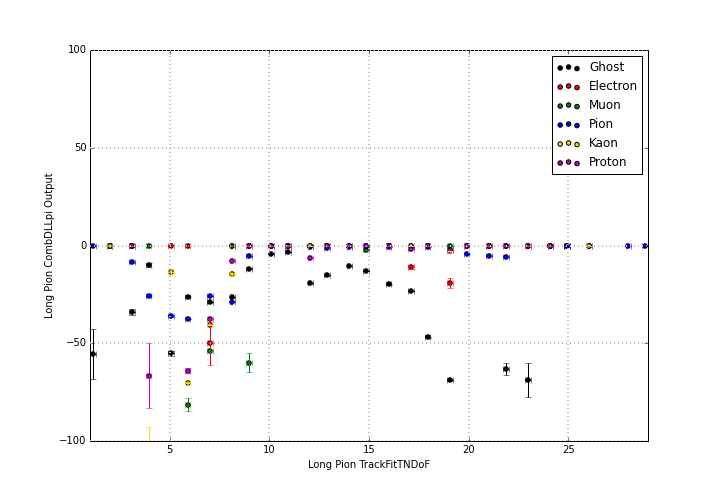 100
50
0
−50
−100
Long Pion CombDLLpi Output
5
10
15
20
25
Long Pion TrackFitTNDoF
Ghost
Electron
Muon
Pion
Kaon
Proton